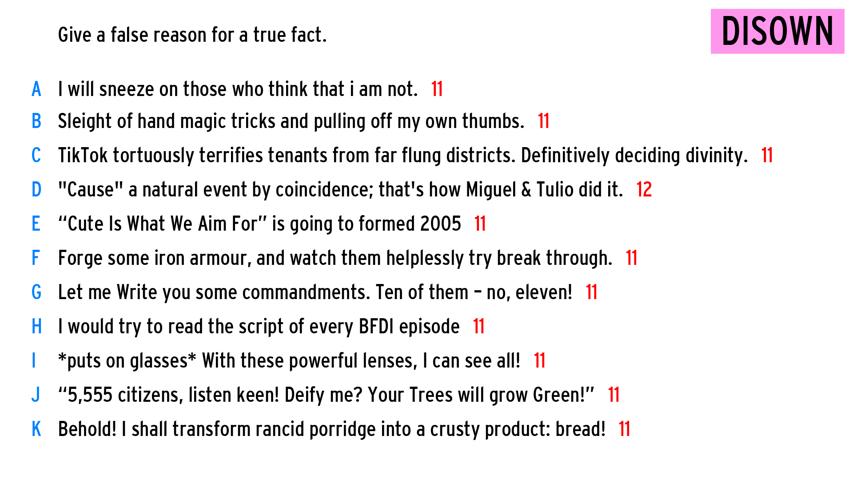 Give a false reason for a true fact.
DISOWN
A I will sneeze on those who think that i am not. 11
B Sleight of hand magic tricks and pulling off my own thumbs. 11
C TikTok tortuously terrifies tenants from far flung districts. Definitively deciding divinity. 11
D "Cause" a natural event by coincidence; that's how Miguel & Tulio did it. 12
E “Cute Is What We Aim For” is going to formed 2005 11
F Forge some iron armour, and watch them helplessly try break through. 11
G Let me Write you some commandments. Ten of them – no, eleven! 11
H I would try to read the script of every BFDI episode 11
I *puts on glasses* With these powerful lenses, I can see all! 11
J “5,555 citizens, listen keen! Deify me? Your Trees will grow Green!” 11
K Behold! I shall transform rancid porridge into a crusty product: bread! 11